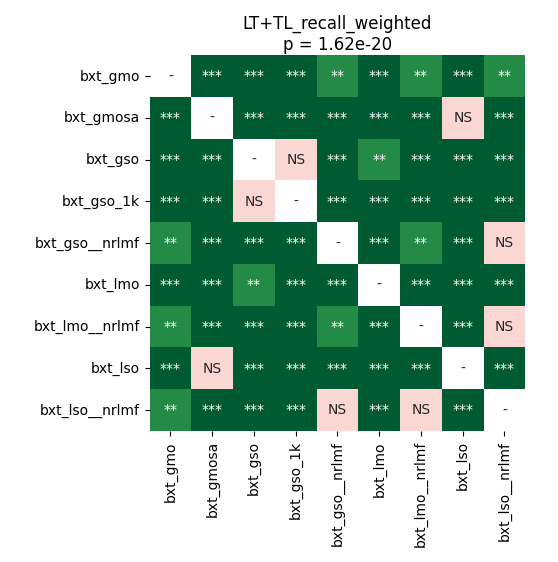 LT+TL_recall_weighted
p = 1.62e-20
bxt_gmo - *** *** *** ** *** ** *** **
bxt_gmosa *** - *** *** *** *** *** NS ***
bxt_gso *** *** - NS *** ** *** *** ***
bxt_gso_1k *** *** NS - *** *** *** *** ***
bxt_gso__nrlmf ** *** *** *** - *** ** *** NS
bxt_lmo *** *** ** *** *** - *** *** ***
bxt_lmo__nrlmf ** *** *** *** ** *** - *** NS
bxt_lso *** NS *** *** *** *** *** - ***
bxt_lso__nrlmf ** *** *** *** NS *** NS *** -
bxt_gmo
bxt_gmosa
bxt_gso
bxt_gso_1k
bxt_gso__nrlmf
bxt_lmo
bxt_lmo__nrlmf
bxt_lso
bxt_lso__nrlmf